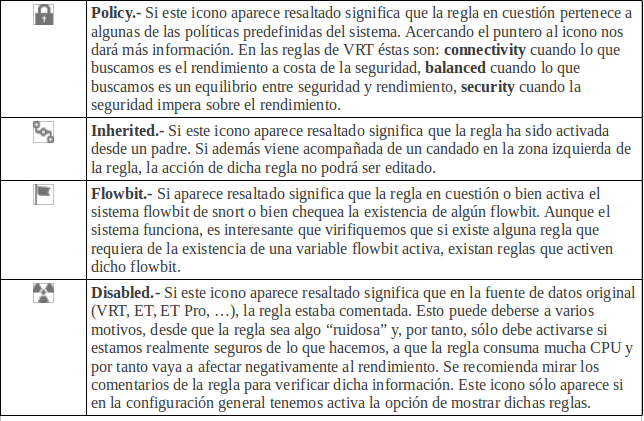 Policy.- Si este icono aparece resaltado significa que la regla en cuestión pertenece a
algunas de las políticas predefinidas del sistema. Acercando el puntero al icono nos
dará más información. En las reglas de VRT éstas son: connectivity cuando lo que
buscamos es el rendimiento a costa de la seguridad, balanced cuando lo que
buscamos es un equilibrio entre seguridad y rendimiento, security cuando la
seguridad impera sobre el rendimiento.
Inherited.- Si este icono aparece resaltado significa que la regla ha sido activada
desde un padre. Si además viene acompañada de un candado en la zona izquierda de
la regla, la acción de dicha regla no podrá ser editado.
Flowbit.- Si aparece resaltado significa que la regla en cuestión o bien activa el
sistema flowbit de snort o bien chequea la existencia de algún flowbit. Aunque el
sistema funciona, es interesante que virifiquemos que si existe alguna regla que
requiera de la existencia de una variable flowbit activa, existan reglas que activen
dicho flowbit.
Disabled.- Si este icono aparece resaltado significa que en la fuente de datos original
(VRT, ET, ET Pro, …), la regla estaba comentada. Esto puede deberse a varios
motivos, desde que la regla sea algo “ruidosa” y, por tanto, sólo debe activarse si
estamos realmente seguros de lo que hacemos, a que la regla consuma mucha CPU y
por tanto vaya a afectar negativamente al rendimiento. Se recomienda mirar los
comentarios de la regla para verificar dicha información. Este icono sólo aparece si
en la configuración general tenemos activa la opción de mostrar dichas reglas.